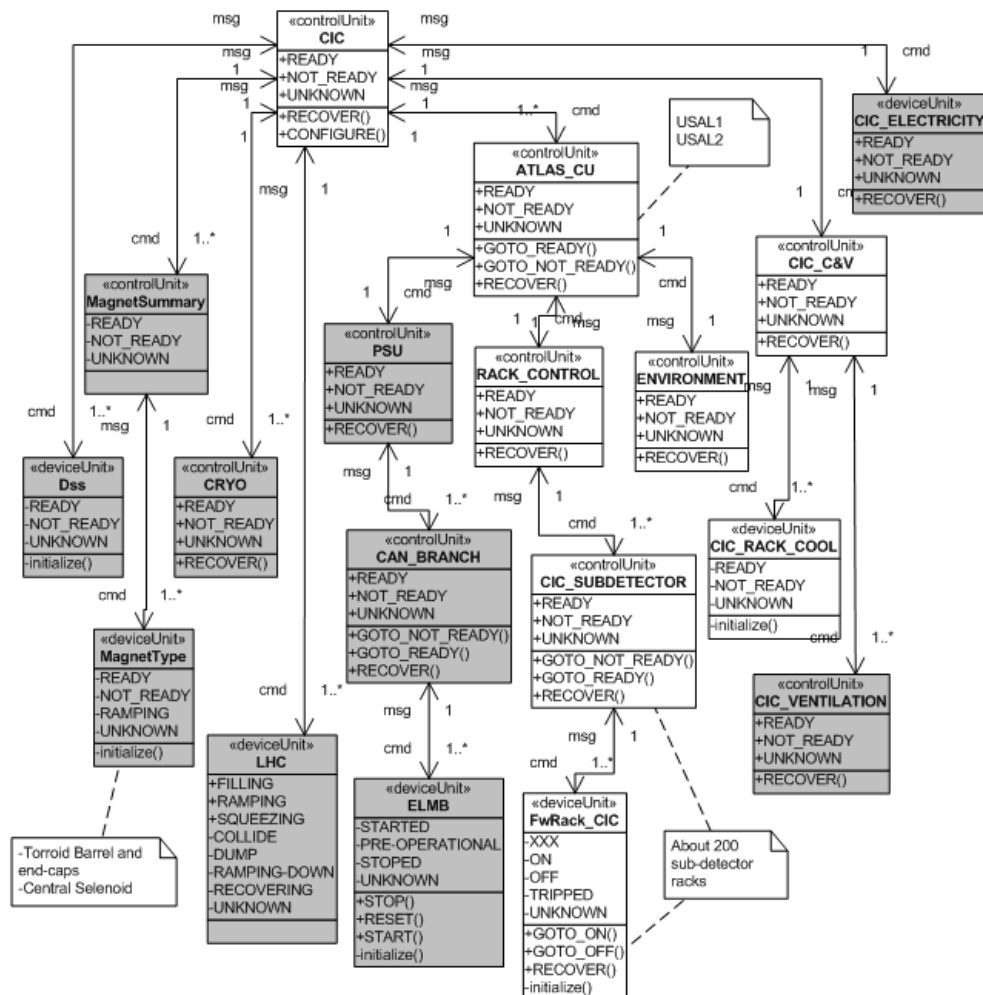 msg
«controlUnit»
CIC
+READY
+NOT_READY
+UNKNOWN
+RECOVER()
+CONFIGURE()
msg
msg
1
msg
1
1
msg
msg
1
1
msg
1
1
1
1..*
cmd
cmd
1
«deviceUnit»
CIC_ELECTRICITY
+READY
+NOT_READY
+UNKNOWN
+RECOVER()
USAL1
USAL2
«controlUnit»
ATLAS_CU
+READY
+NOT_READY
+UNKNOWN
+GOTO_READY()
+GOTO_NOT_READY()
+RECOVER()
1
cm
«controlUnit»
CIC_C&V
+READY
+NOT_READY
+UNKNOWN
+RECOVER()
cmd
1..*
«controlUnit»
MagnetSummary
-READY
-NOT_READY
-UNKNOWN
1
msg
1
cmd
1
msg
1
1
cmd
1
cmd
msg
1
«controlUnit»
PSU
+READY
+NOT_READY
+UNKNOWN
+RECOVER()
«controlUnit»
RACK_CONTROL
+READY
+NOT_READY
+UNKNOWN
+RECOVER()
«controlUnit»
ENVIRONMENT
+READY
+NOT_READY
+UNKNOWN
+RECOVER()
msg
1
msg
1
cmd
1..*
msg
1
cmd
1..*
«deviceUnit»
Dss
-READY
-NOT_READY
-UNKNOWN
-initialize()
«controlUnit»
CRYO
+READY
+NOT_READY
+UNKNOWN
+RECOVER()
msg
1
cmd
1..*
msg
1
cmd
1..*
cmd
1..*
«controlUnit»
CAN_BRANCH
+READY
+NOT_READY
+UNKNOWN
+GOTO_NOT_READY()
+GOTO_READY()
+RECOVER()
«controlUnit»
CIC_SUBDETECTOR
+READY
+NOT_READY
+UNKNOWN
+GOTO_NOT_READY()
+GOTO_READY()
+RECOVER()
«deviceUnit»
CIC_RACK_COOL
-READY
-NOT_READY
-UNKNOWN
-initialize()
cmd
1..*
«deviceUnit»
MagnetType
-READY
-NOT_READY
-RAMPING
-UNKNOWN
-initialize()
cmd
1..*
cmd
1..*
«controlUnit»
CIC_VENTILATION
+READY
+NOT_READY
+UNKNOWN
+RECOVER()
«deviceUnit»
LHC
+FILLING
+RAMPING
+SQUEEZING
-COLLIDE
-DUMP
-RAMPING-DOWN
-RECOVERING
-UNKNOWN
msg
1
cmd
1..*
msg
1
cmd
1..*
«deviceUnit»
ELMB
-STARTED
-PRE-OPERATIONAL
-STOPED
-UNKNOWN
+STOP()
+RESET()
+START()
-initialize()
«deviceUnit»
FwRack_CIC
-XXX
-ON
-OFF
-TRIPPED
-UNKNOWN
+GOTO_ON()
+GOTO_OFF()
+RECOVER()
-initialize()
-Torroid Barrel and
end-caps
-Central Selenoid
About 200
sub-detector
racks